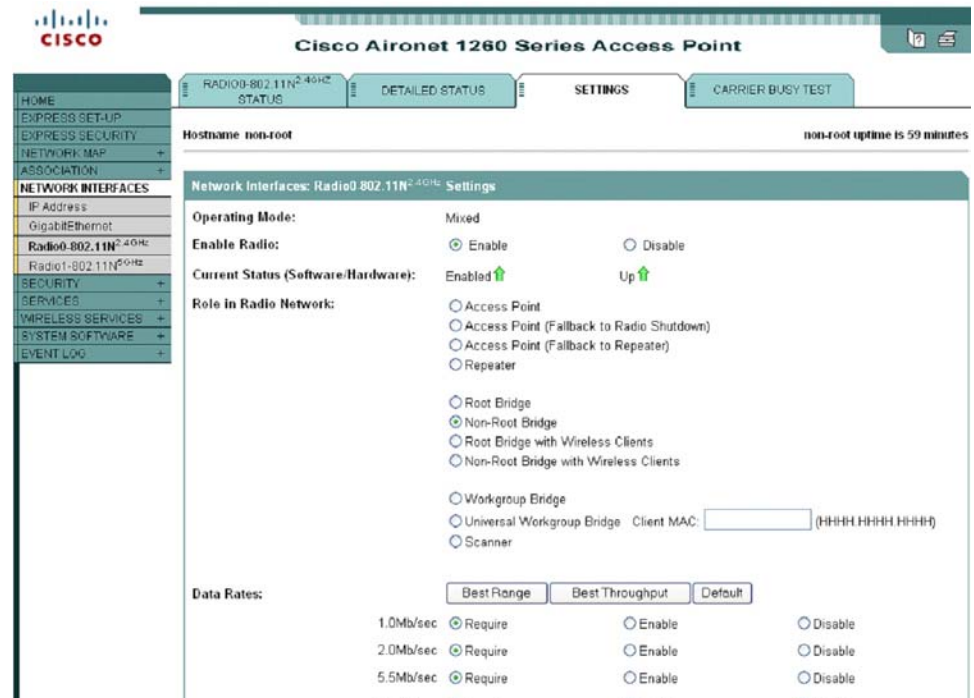 CISCO
Cisco Aironet 1260 Series Access Point
RADIO0-802.11N2.4GHZ STATUS
DETAILED STATUS
SETTINGS
CARRIER BUSY TEST
HOME
EXPRESS SET-UP
EXPRESS SECURITY
NETWORK MAP +
ASSOCIATION +
NETWORK INTERFACES
IP Address
GigabitEthernet
Radio0-802.11N2.4GHz
Radio1-802.11N5GHz
SECURITY +
SERVICES +
WIRELESS SERVICES +
SYSTEM SOFTWARE +
EVENT LOG +
Hostname non-root
non-root uptime is 59 minutes
Network Interfaces: Radio0-802.11N2.4GHz Settings
Operating Mode: Mixed
Enable Radio: Enable Disable
Current Status (Software/Hardware): Enabled Up
Role in Radio Network: Access Point
Access Point (Fallback to Radio Shutdown)
Access Point (Fallback to Repeater)
Repeater
Root Bridge
Non-Root Bridge
Root Bridge with Wireless Clients
Non-Root Bridge with Wireless Clients
Workgroup Bridge
Universal Workgroup Bridge Client MAC: (HHHH.HHHH.HHHH)
Scanner
Data Rates: Best Range Best Throughput Default
1.0Mb/sec Require Enable Disable
2.0Mb/sec Require Enable Disable
5.5Mb/sec Require Enable Disable